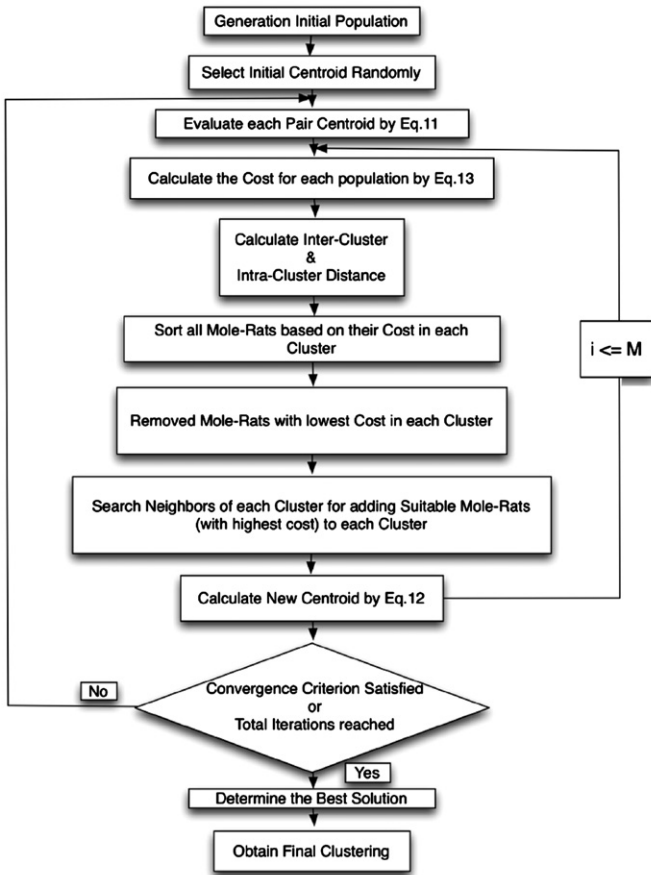 Generation Initial Population
Select Initial Centroid Randomly
Evaluate each Pair Centroid by Eq.11
Calculate the Cost for each population by Eq.13
Calculate Inter-Cluster
&
Intra-Cluster Distance
Sort all Mole-Rats based on their Cost in each
Cluster
i <= M
Removed Mole-Rats with lowest Cost in each Cluster
Search Neighbors of each Cluster for adding Suitable Mole-Rats
(with highest cost) to each Cluster
Calculate New Centroid by Eq.12
Convergence Criterion Satisfied
or
Total Iterations reached
No
Yes
Determine the Best Solution
Obtain Final Clustering